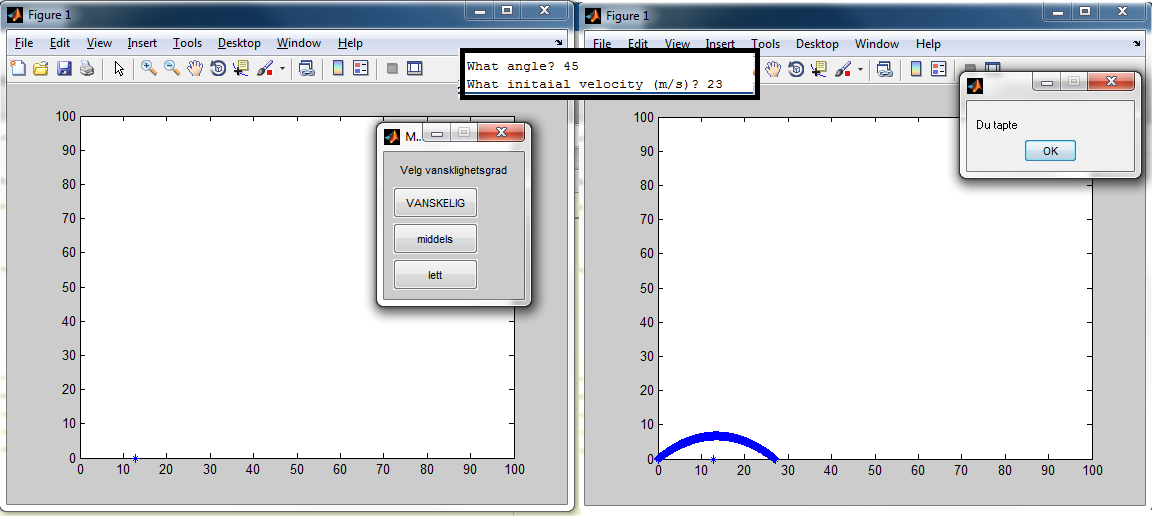 Figure 1
File Edit View Insert Tools Desktop Window Help
100
90
80
70
60
50
40
30
20
10
0
0 10 20 30 40 50 60 70 80 90 100
M...
Velg vansklighetsgrad
VANSKELIG
middels
lett
What angle? 45
What initaial velocity (m/s)? 23
Figure 1
File Edit View Insert Tools Desktop Window Help
100
90
80
70
60
50
40
30
20
10
0
0 10 20 30 40 50 60 70 80 90 100
Du tapte
OK